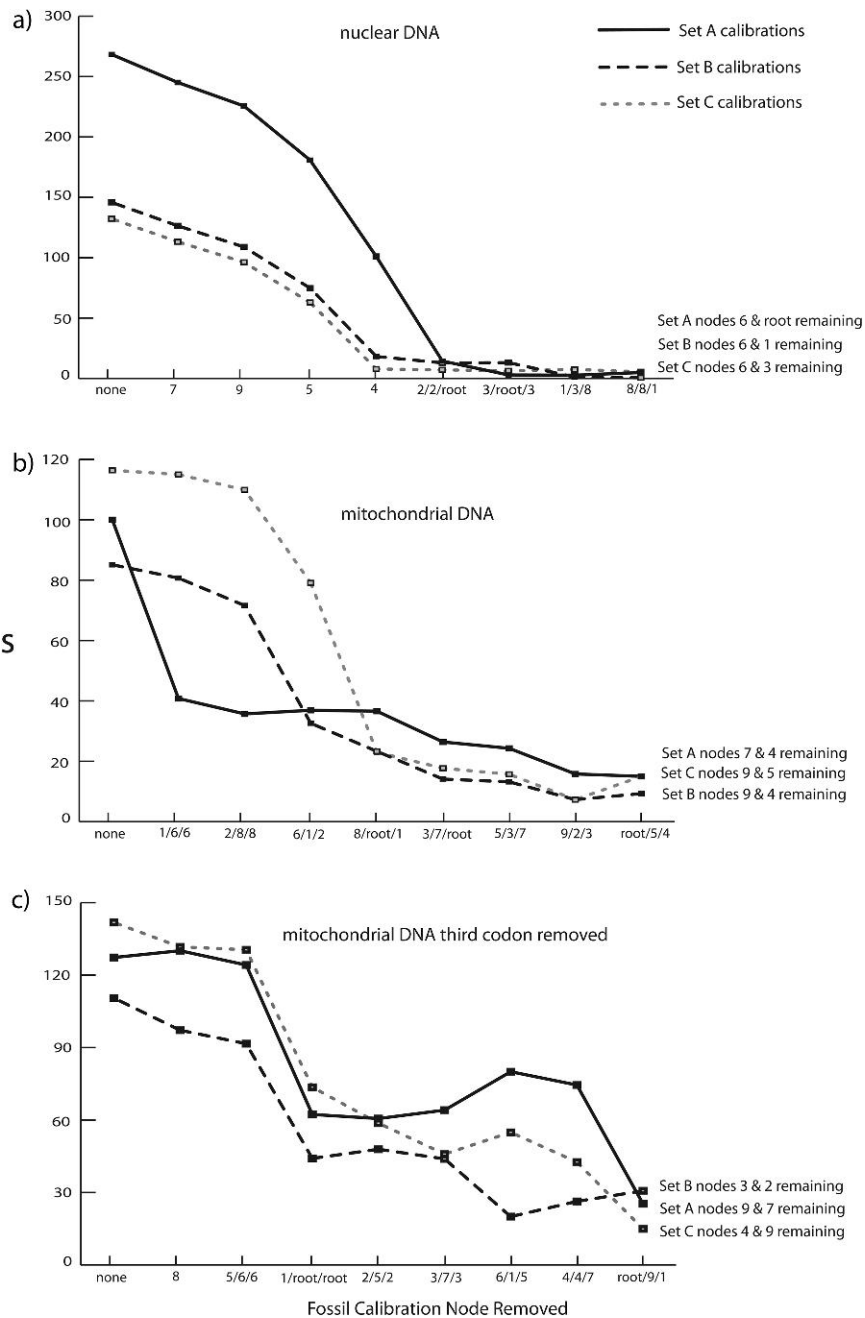 a)
nuclear DNA
Set A calibrations
Set B calibrations
Set C calibrations
300
250
200
150
100
50
0
Set A nodes 6 & root remaining
Set B nodes 6 & 1 remaining
Set C nodes 6 & 3 remaining
none 7 9 5 4 2/2/root 3/root/3 1/3/8 8/8/1
b)
mitochondrial DNA
120
100
80
60
40
20
0
S
Set A nodes 7 & 4 remaining
Set C nodes 9 & 5 remaining
Set B nodes 9 & 4 remaining
none 1/6/6 2/8/8 6/1/2 8/root/1 3/7/root 5/3/7 9/2/3 root/5/4
c)
mitochondrial DNA third codon removed
150
120
90
60
30
0
Set B nodes 3 & 2 remaining
Set A nodes 9 & 7 remaining
Set C nodes 4 & 9 remaining
none 8 5/6/6 1/root/root 2/5/2 3/7/3 6/1/5 4/4/7 root/9/1
Fossil Calibration Node Removed